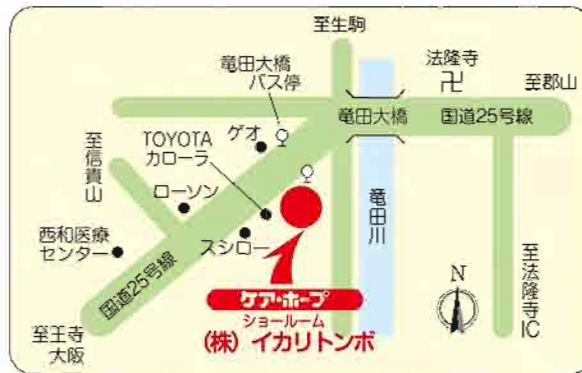 至生駒
竜田大橋
バス停
法隆寺
至郡山
竜田大橋
国道25号線
至信貴山
TOYOTA
カローラ
ゲオ
ローソン
竜田川
西和医療
センター
スシロー
国道25号線
N
至法隆寺IC
ケア・ホープ
ショールーム
(株)イカリトンボ
至王寺
大阪